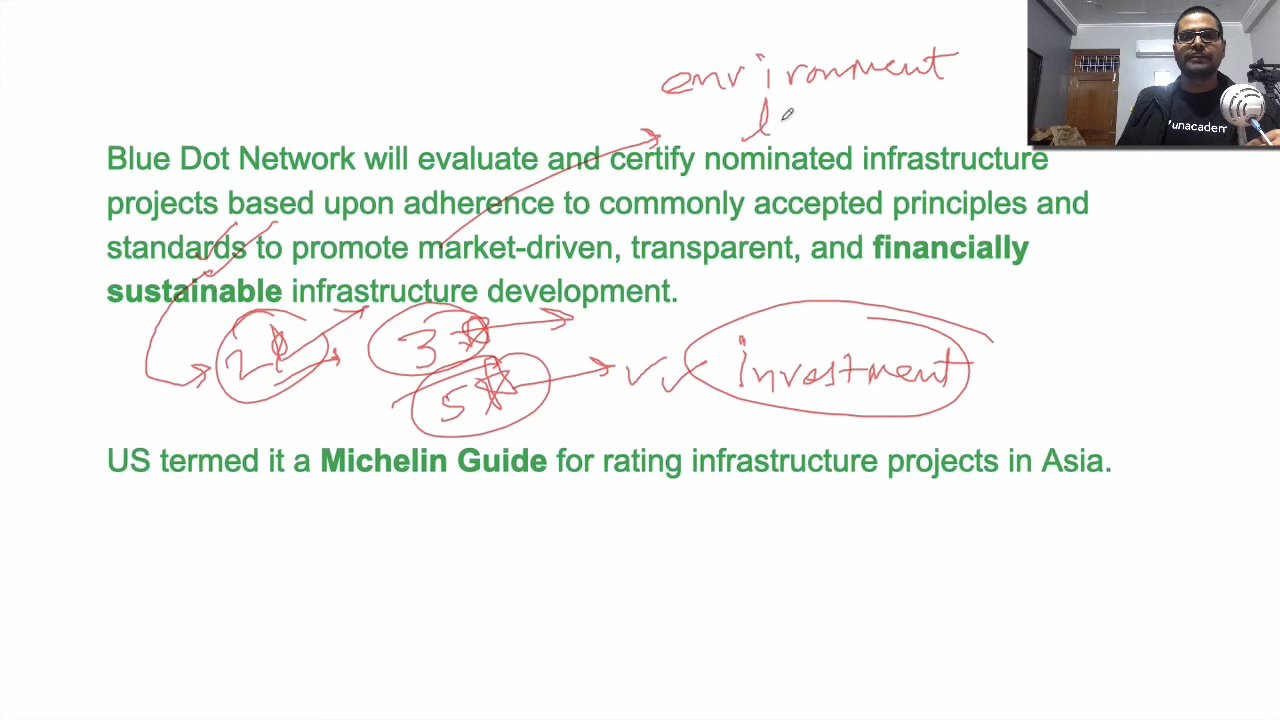 environment
l
Blue Dot Network will evaluate and certify nominated infrastructure
projects based upon adherence to commonly accepted principles and
standards to promote market-driven, transparent, and financially
sustainable infrastructure development.
2
3
5
investment
US termed it a Michelin Guide for rating infrastructure projects in Asia.
unacadem